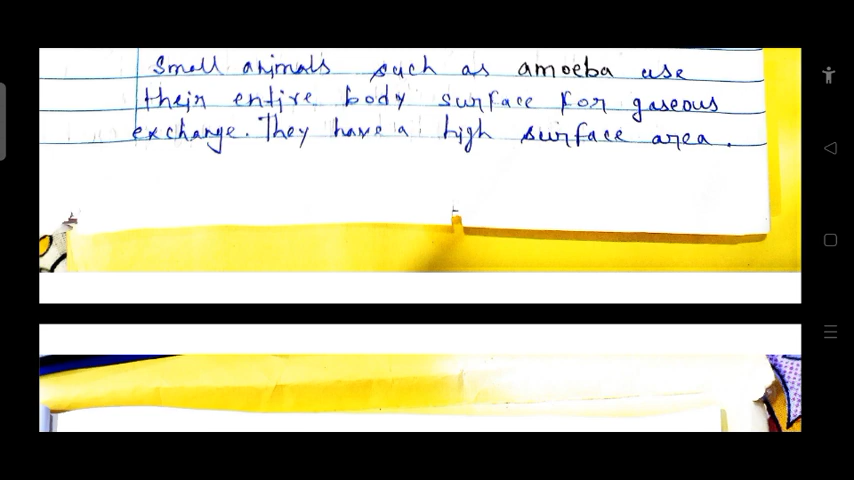 Small animals such as amoeba use
their entire body surface for gaseous
exchange. They have a high surface area.